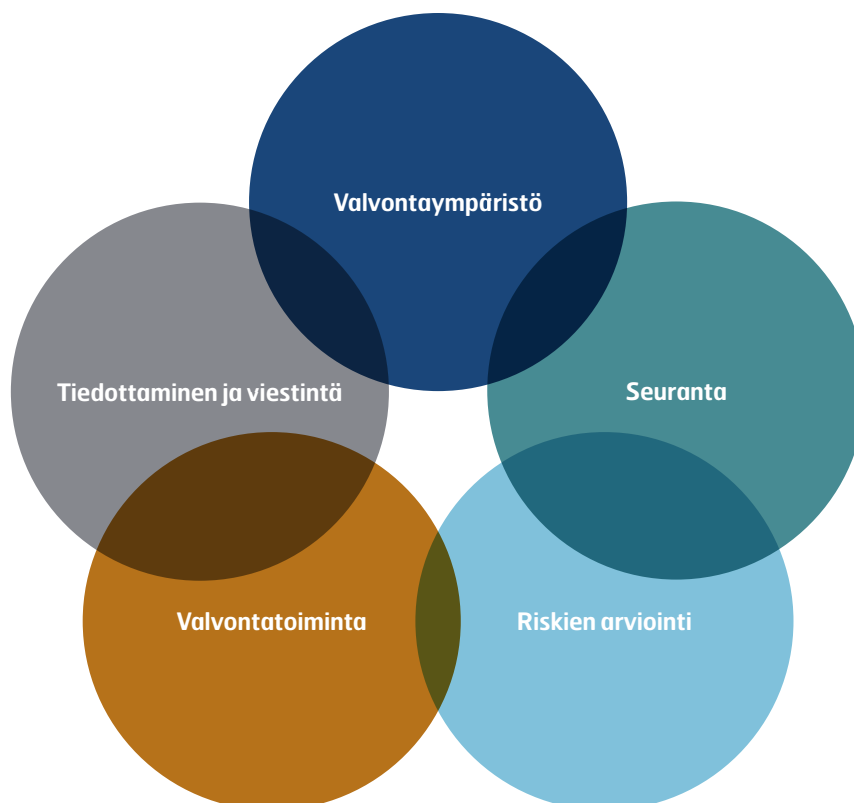 Valvontaympäristö
Tiedottaminen ja viestintä
Seuranta
Valvontatoiminta
Riskien arviointi